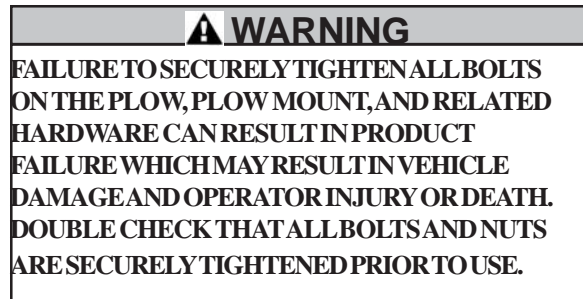 WARNING
FAILURE TO SECURELY TIGHTEN ALL BOLTS
ON THE PLOW, PLOW MOUNT, AND RELATED
HARDWARE CAN RESULT IN PRODUCT
FAILURE WHICH MAY RESULT IN VEHICLE
DAMAGE AND OPERATOR INJURY OR DEATH.
DOUBLE CHECK THAT ALL BOLTS AND NUTS
ARE SECURELY TIGHTENED PRIOR TO USE.